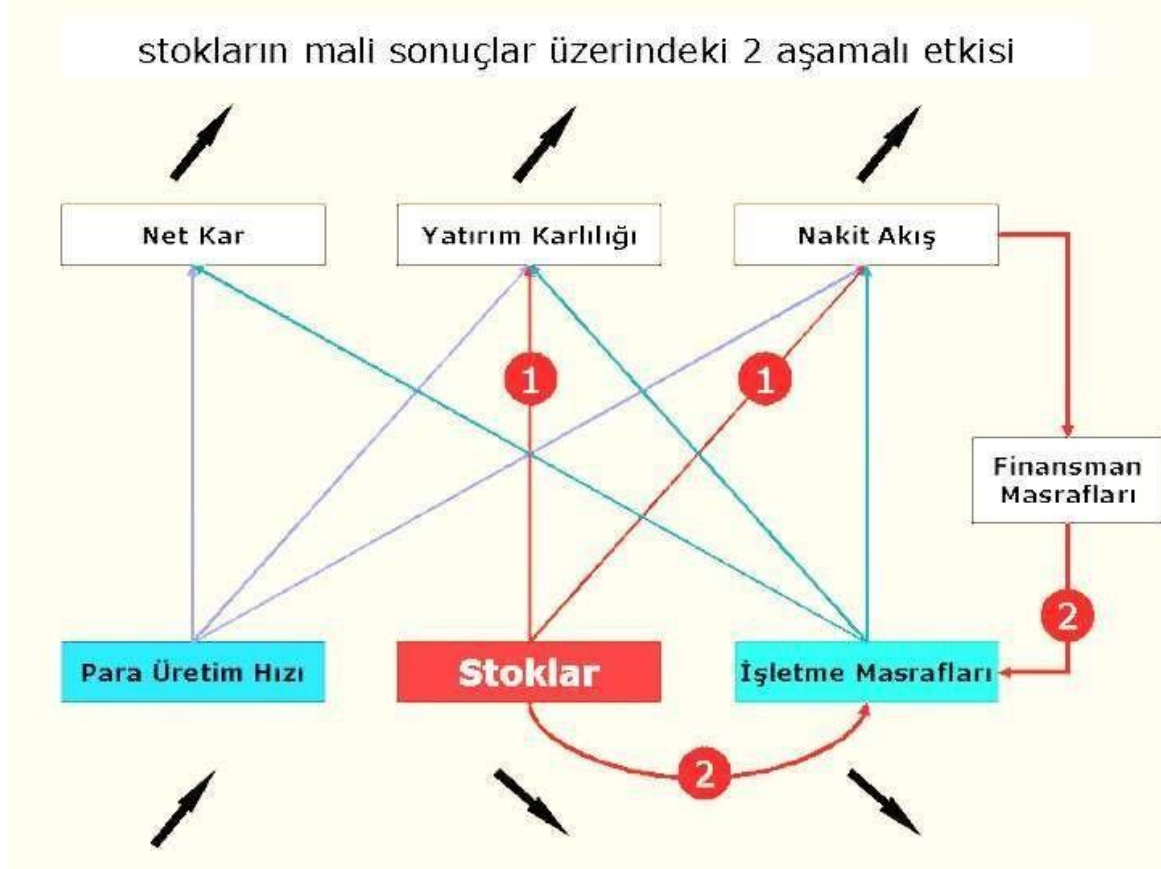 stokların mali sonuçlar üzerindeki 2 aşamalı etkisi
Net Kar
Yatırım Karlılığı
Nakit Akış
1
1
Finansman
Masrafları
2
Para Üretim Hızı
Stoklar
İşletme Masrafları
2